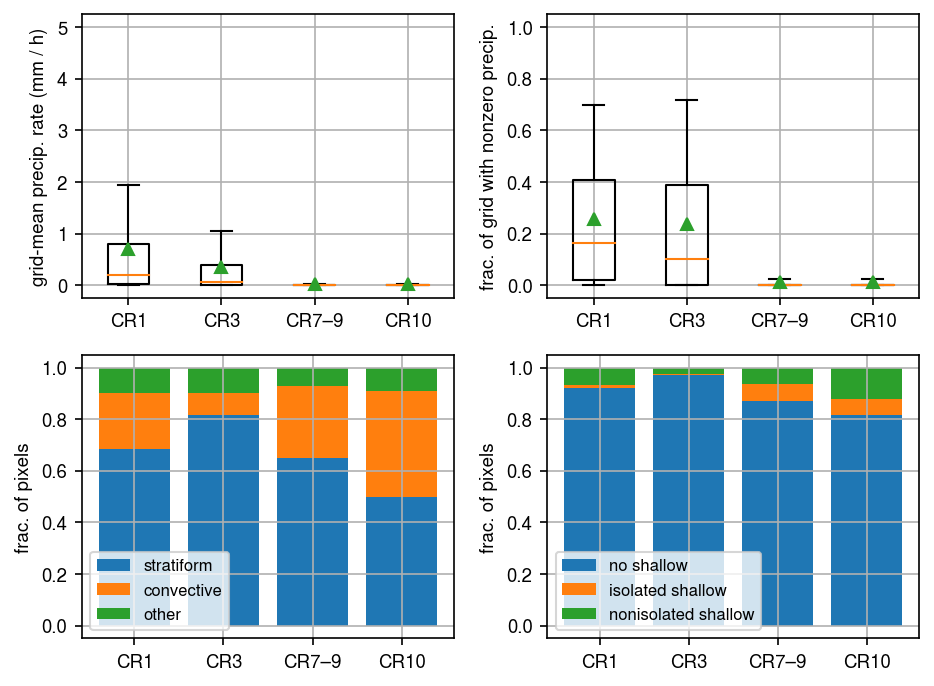 grid-mean precip. rate (mm / h)
5
4
3
2
1
0
CR1 CR3 CR7–9 CR10
frac. of grid with nonzero precip.
1.0
0.8
0.6
0.4
0.2
0.0
CR1 CR3 CR7–9 CR10
frac. of pixels
1.0
0.8
0.6
0.4
0.2
0.0
stratiform
convective
other
CR1 CR3 CR7–9 CR10
frac. of pixels
1.0
0.8
0.6
0.4
0.2
0.0
no shallow
isolated shallow
nonisolated shallow
CR1 CR3 CR7–9 CR10